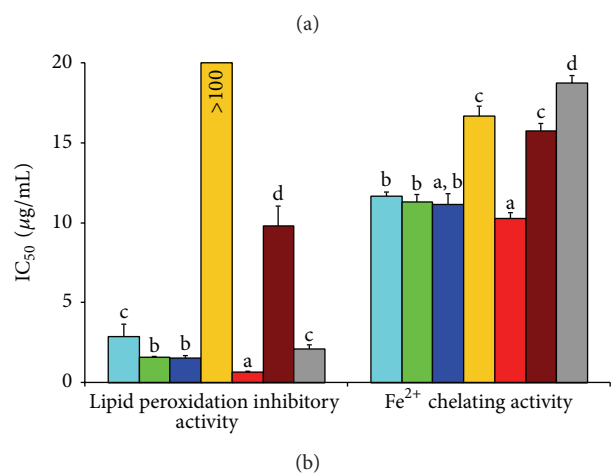 (a)
20
15
10
5
0
IC50 (μg/mL)
c
b
b
>100
a
d
c
b
b
a, b
c
a
c
d
Lipid peroxidation inhibitory
activity
Fe2+ chelating activity
(b)